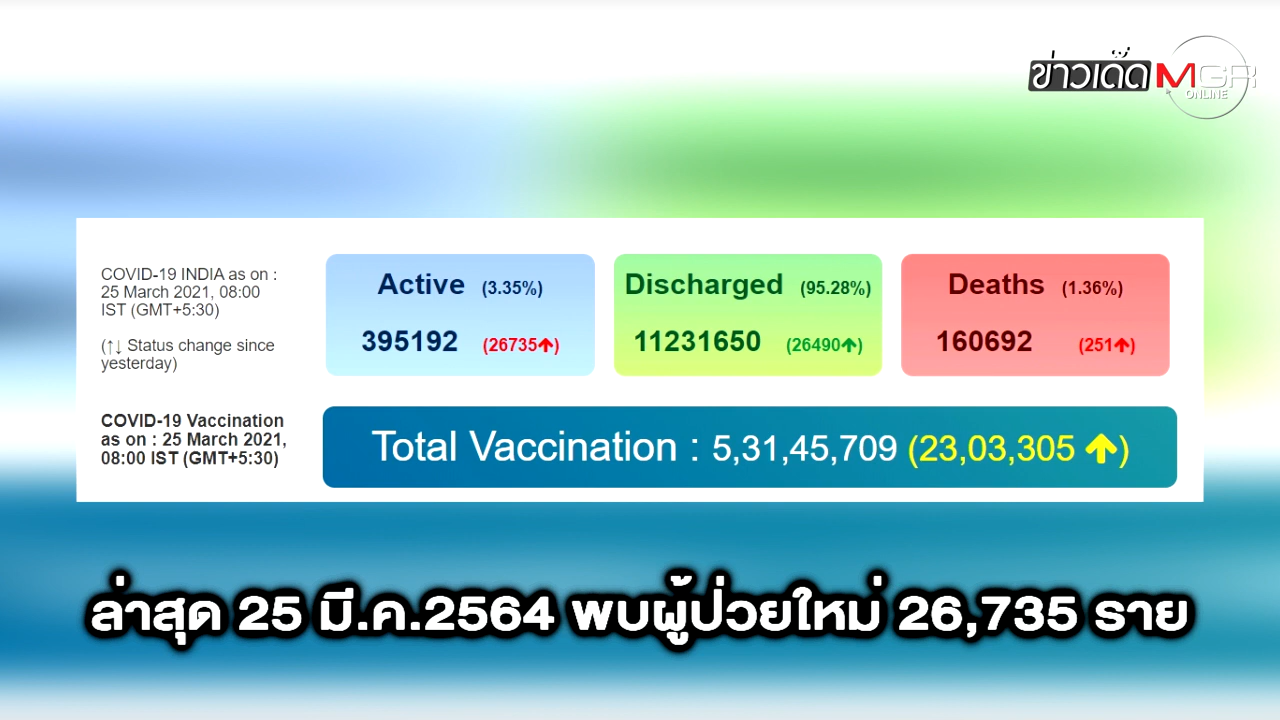 ข่าวเด็ด MGR
ONLINE
COVID-19 INDIA as on :
25 March 2021, 08:00
IST (GMT+5:30)
(↑↓ Status change since
yesterday)
Active (3.35%)
395192 (26735↑)
Discharged (95.28%)
11231650 (26490↑)
Deaths (1.36%)
160692 (251↑)
COVID-19 Vaccination
as on : 25 March 2021,
08:00 IST (GMT+5:30)
Total Vaccination : 5,31,45,709 (23,03,305 ↑)
ล่าสุด 25 มี.ค.2564 พบผู้ป่วยใหม่ 26,735 ราย